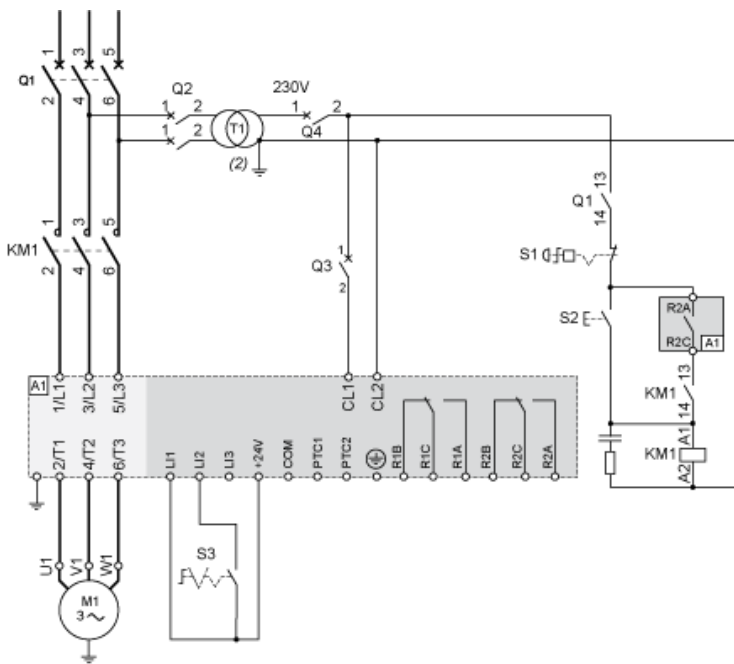 1 3 5
Q1
2 4 6
Q2
1 2
1 2
T1
(2)
230V
1 2
Q4
Q1
13
14
S1
1 3 5
KM1
2 4 6
Q3
1
2
S2
R2A
R2C
A1
KM1
13
14
KM1
A1
A2
A1
1/L1 3/L2 5/L3
CL1 CL2
2/T1 4/T2 6/T3
LI1 LI2 LI3 +24V COM PTC1 PTC2 R1B R1C R1A R2B R2C R2A
S3
U1 V1 W1
M1
3